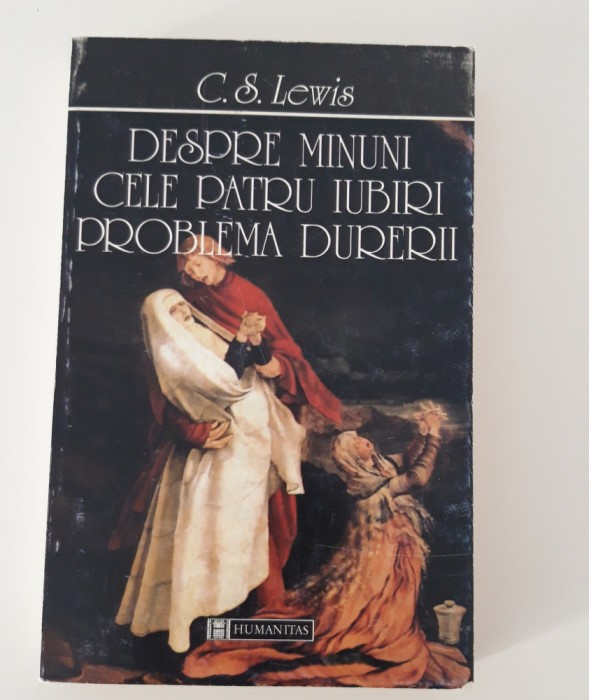 C. S. Lewis
DESPRE MINUNI
CELE PATRU IUBIRI
PROBLEMA DURERII
HUMANITAS